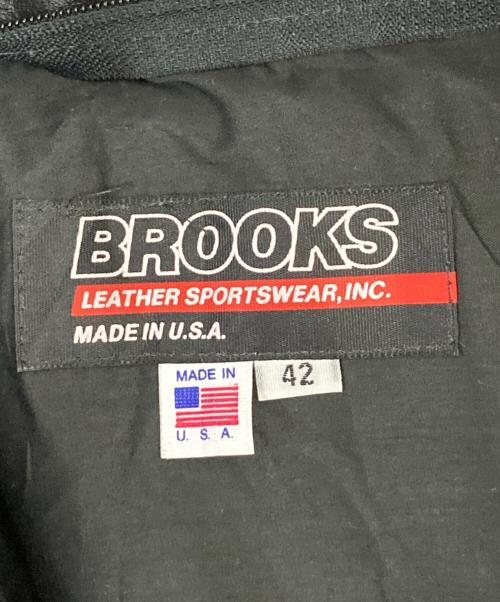 BROOKS
LEATHER SPORTSWEAR, INC.
MADE IN U.S.A.
MADE IN
U. S. A.
42